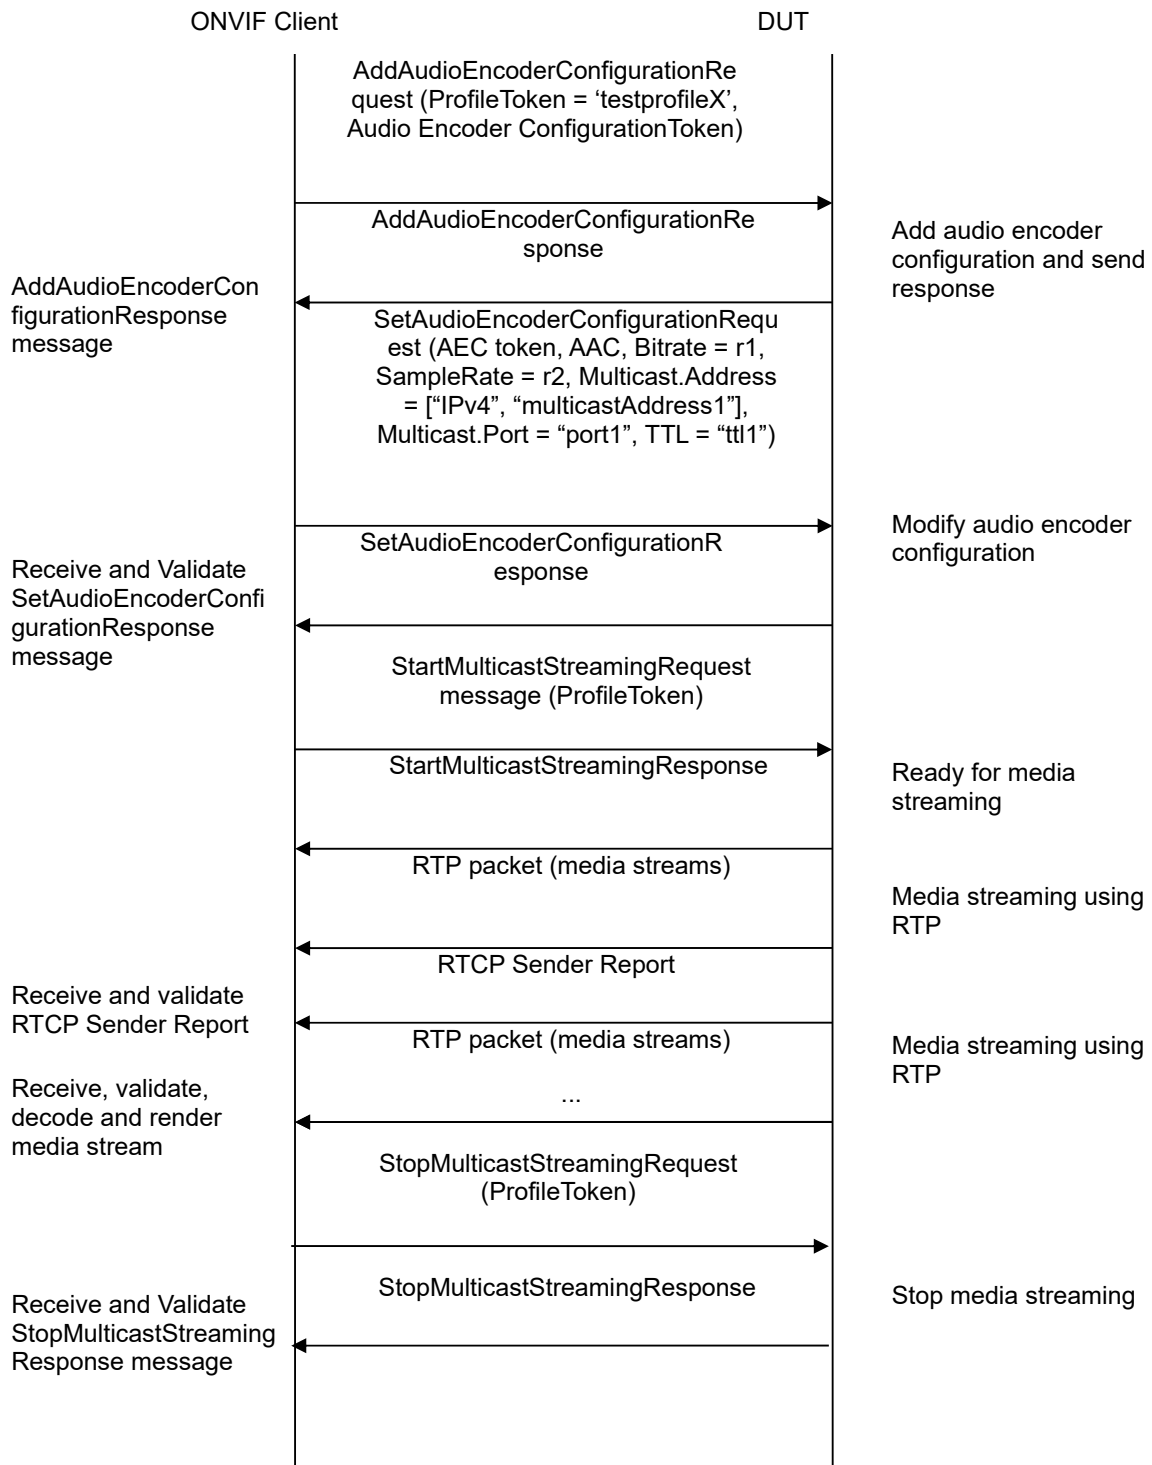 ONVIF Client
DUT
AddAudioEncoderConfigurationRe
quest (ProfileToken = ‘testprofileX’,
Audio Encoder ConfigurationToken)
AddAudioEncoderConfigurationRe
sponse
Add audio encoder
configuration and send
response
AddAudioEncoderCon
figurationResponse
message
SetAudioEncoderConfigurationRequ
est (AEC token, AAC, Bitrate = r1,
SampleRate = r2, Multicast.Address
= [“IPv4”, “multicastAddress1”],
Multicast.Port = “port1”, TTL = “ttl1”)
Modify audio encoder
configuration
SetAudioEncoderConfigurationR
esponse
Receive and Validate
SetAudioEncoderConfi
gurationResponse
message
StartMulticastStreamingRequest
message (ProfileToken)
StartMulticastStreamingResponse
Ready for media
streaming
RTP packet (media streams)
Media streaming using
RTP
RTCP Sender Report
Receive and validate
RTCP Sender Report
RTP packet (media streams)
Media streaming using
RTP
Receive, validate,
decode and render
media stream
...
StopMulticastStreamingRequest
(ProfileToken)
StopMulticastStreamingResponse
Stop media streaming
Receive and Validate
StopMulticastStreaming
Response message